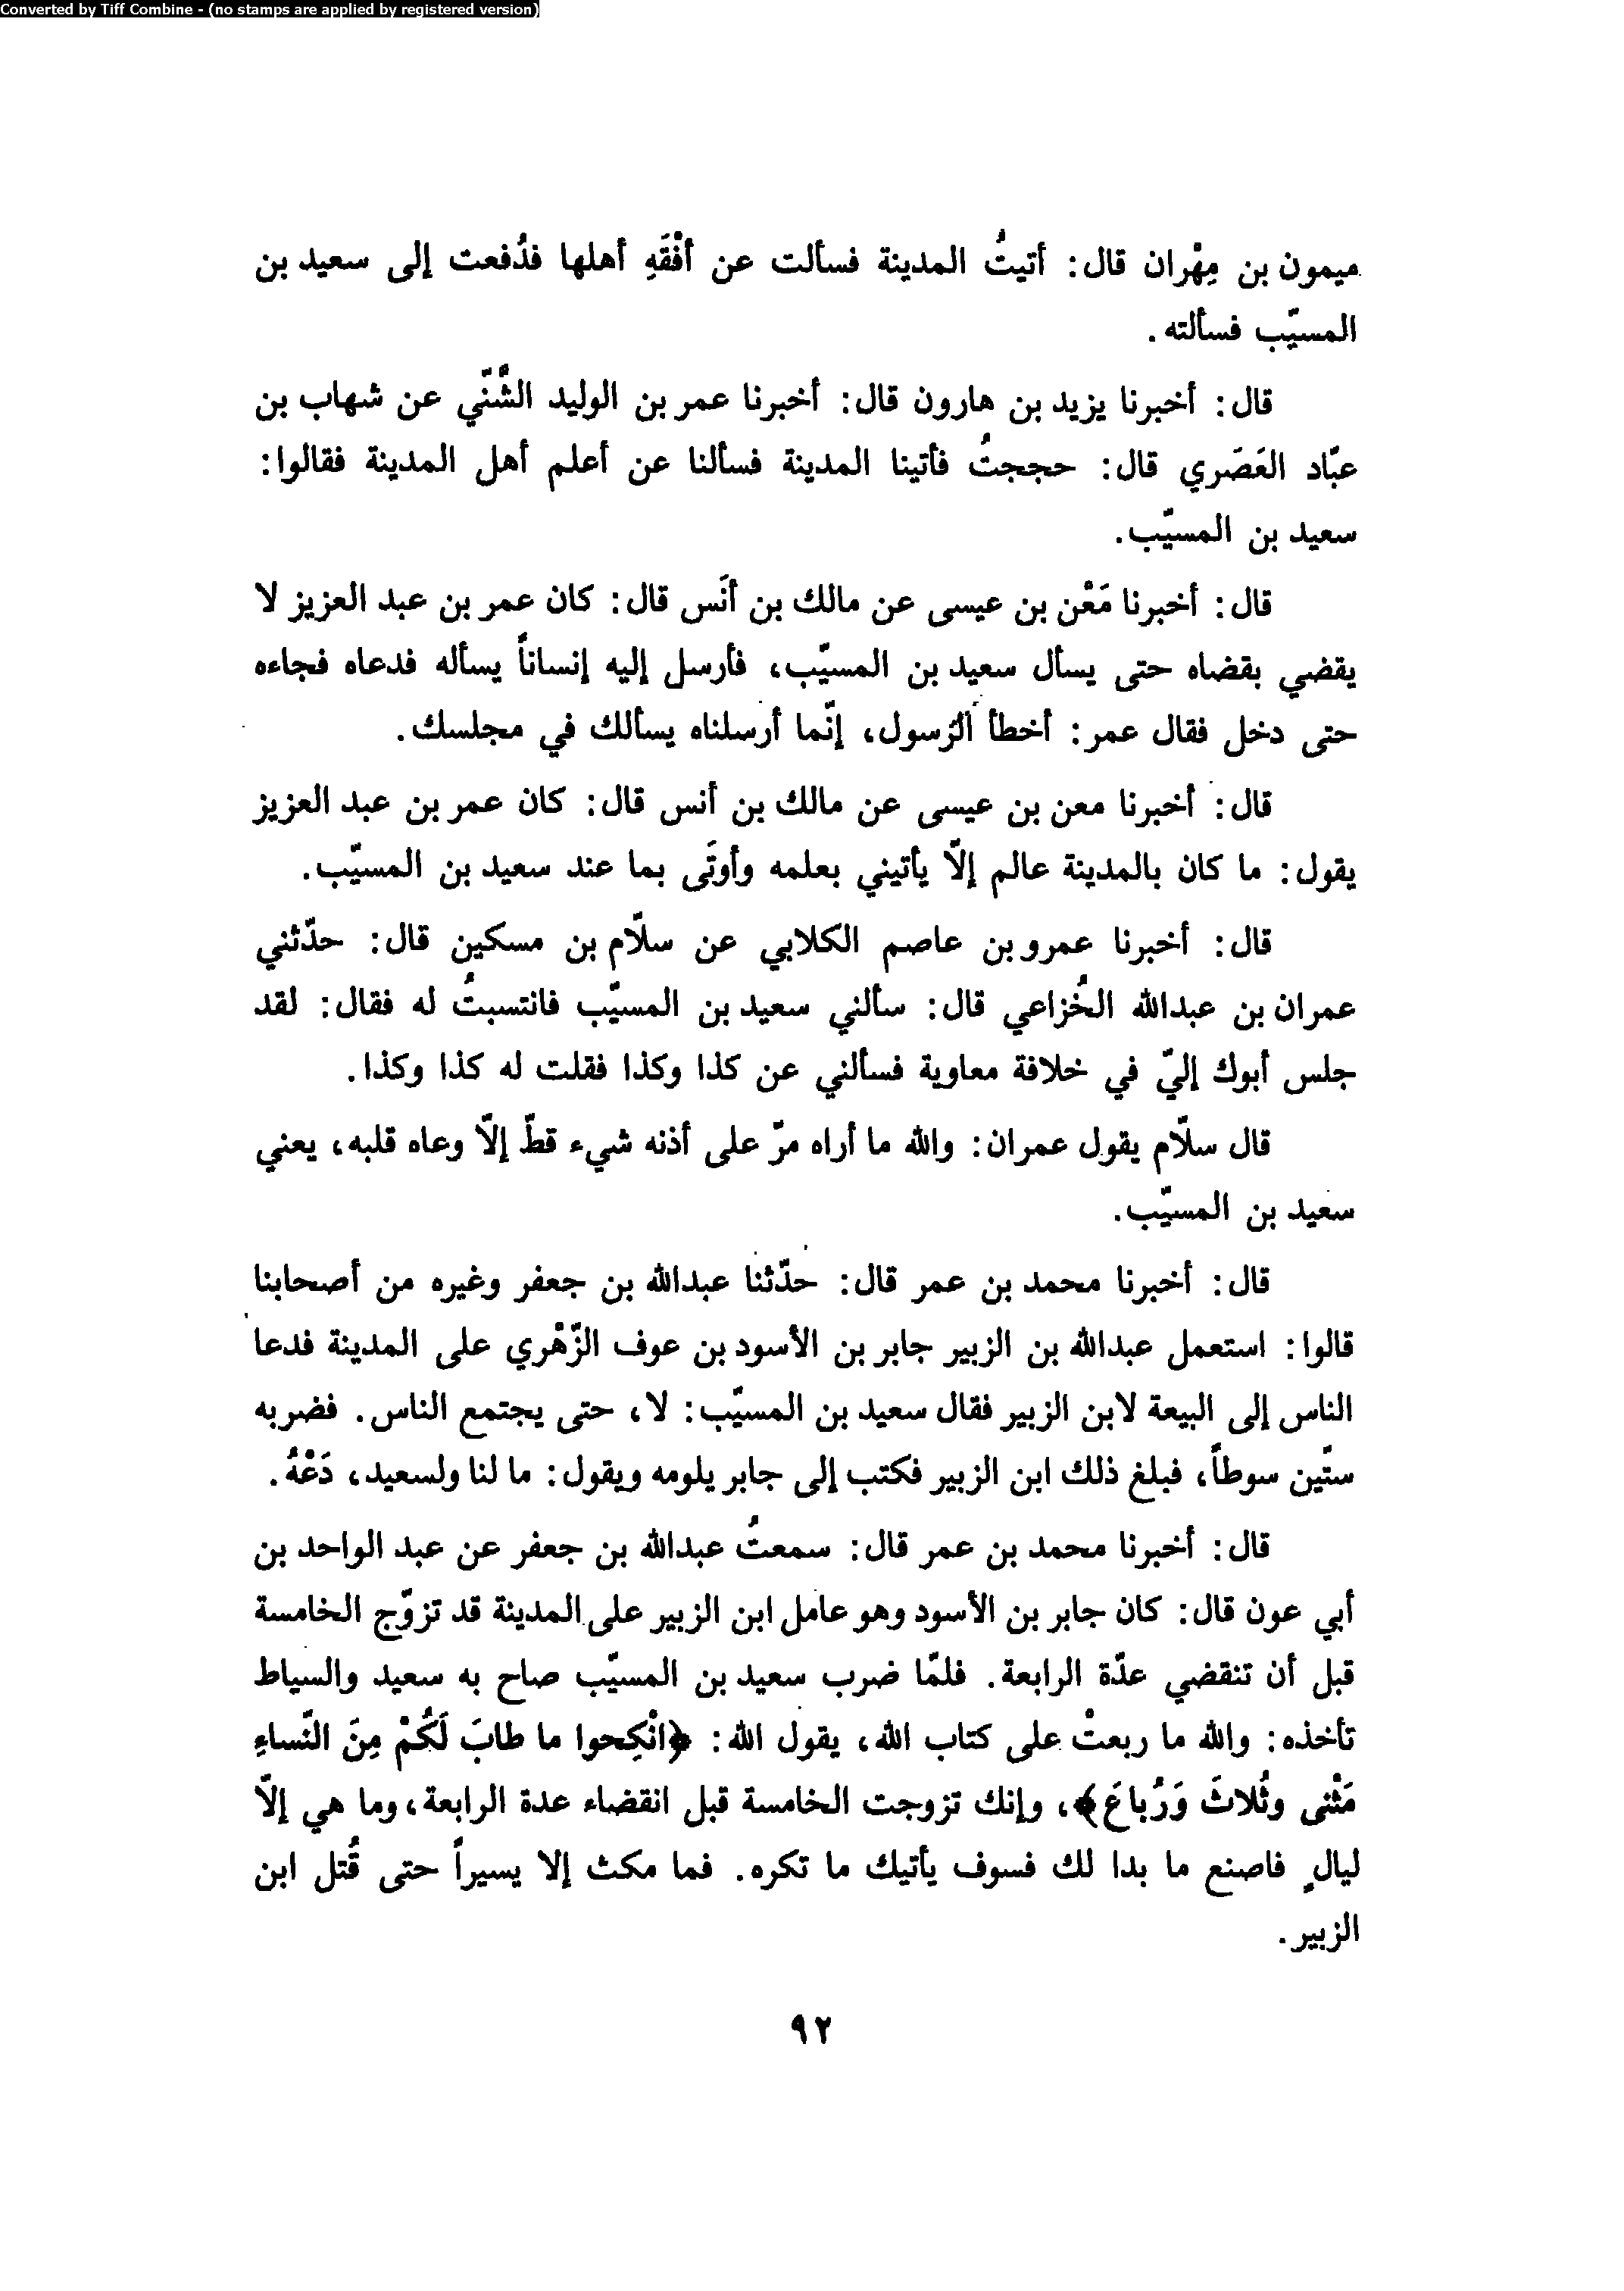 Converted by Tiff Combine - (no stamps are applied by registered version)
ميمون بن مِهْران قال: أتيتُ المدينة فسألت عن أفْقَهِ أهلها فدُفعت إلى سعيد بن
المسيّب فسألته.
قال: أخبرنا يزيد بن هارون قال: أخبرنا عمر بن الوليد الشَّنّي عن شهاب بن
عبّاد العَصَري قال: حججتُ فأتينا المدينة فسألنا عن أعلم أهل المدينة فقالوا:
سعيد بن المسيّب.
قال: أخبرنا مَعْن بن عيسى عن مالك بن أنَس قال: كان عمر بن عبد العزيز لا
يقضي بقضاه حتى يسأل سعيد بن المسيّب، فأرسل إليه إنساناً يسأله فدعاه فجاءه
حتى دخل فقال عمر: أخطأ الرّسول، إنّما أرسلناه يسألك في مجلسك.
قال: أخبرنا معن بن عيسى عن مالك بن أنس قال: كان عمر بن عبد العزيز
يقول: ما كان بالمدينة عالم إلّا يأتيني بعلمه وأوتَى بما عند سعيد بن المسيّب.
قال: أخبرنا عمرو بن عاصم الكلابي عن سلّام بن مسكين قال: حدّثني
عمران بن عبدالله الخُزاعي قال: سألني سعيد بن المسيّب فانتسبتُ له فقال: لقد
جلس أبوك إليّ في خلافة معاوية فسألني عن كذا وكذا فقلت له كذا وكذا.
قال سلّام يقول عمران: والله ما أراه مرّ على أذنه شيء قطّ إلّا وعاه قلبه، يعني
سعيد بن المسيّب.
قال: أخبرنا محمد بن عمر قال: حدّثنا عبدالله بن جعفر وغيره من أصحابنا
قالوا: استعمل عبدالله بن الزبير جابر بن الأسود بن عوف الزّهْري على المدينة فدعا
الناس إلى البيعة لابن الزبير فقال سعيد بن المسيّب: لا، حتى يجتمع الناس. فضربه
ستّين سوطاً، فبلغ ذلك ابن الزبير فكتب إلى جابر يلومه ويقول: ما لنا ولسعيد، دَعْهُ.
قال: أخبرنا محمد بن عمر قال: سمعتُ عبدالله بن جعفر عن عبد الواحد بن
أبي عون قال: كان جابر بن الأسود وهو عامل ابن الزبير على المدينة قد تزوّج الخامسة
قبل أن تنقضي عدّة الرابعة. فلمّا ضرب سعيد بن المسيّب صاح به سعيد والسياط
تأخذه: والله ما ربعتْ على كتاب الله، يقول الله: ﴿انْكِحوا ما طابَ لَكُمْ مِنَ النّساءِ
مَثْنى وثُلاثَ وَرُباعَ﴾، وإنك تزوجت الخامسة قبل انقضاء عدة الرابعة، وما هي إلّا
ليالٍ فاصنع ما بدا لك فسوف يأتيك ما تكره. فما مكث إلا يسيراً حتى قُتل ابن
الزبير.
٩٢